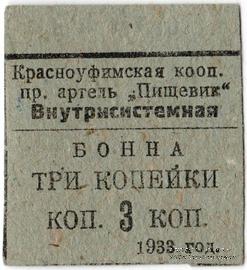 Красноуфимская кооп.
пр. артель „Пищевик“
Внутрисистемная
БОННА
ТРИ КОПЕЙКИ
КОП. 3 КОП.
1933 год.